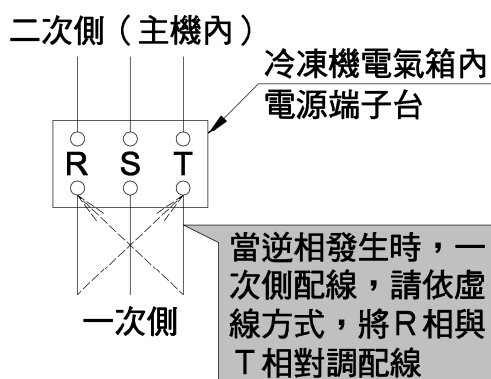 二次側（主機內）
冷凍機電氣箱內
電源端子台
R S T
當逆相發生時，一
次側配線，請依虛
線方式，將R相與
T相對調配線
一次側